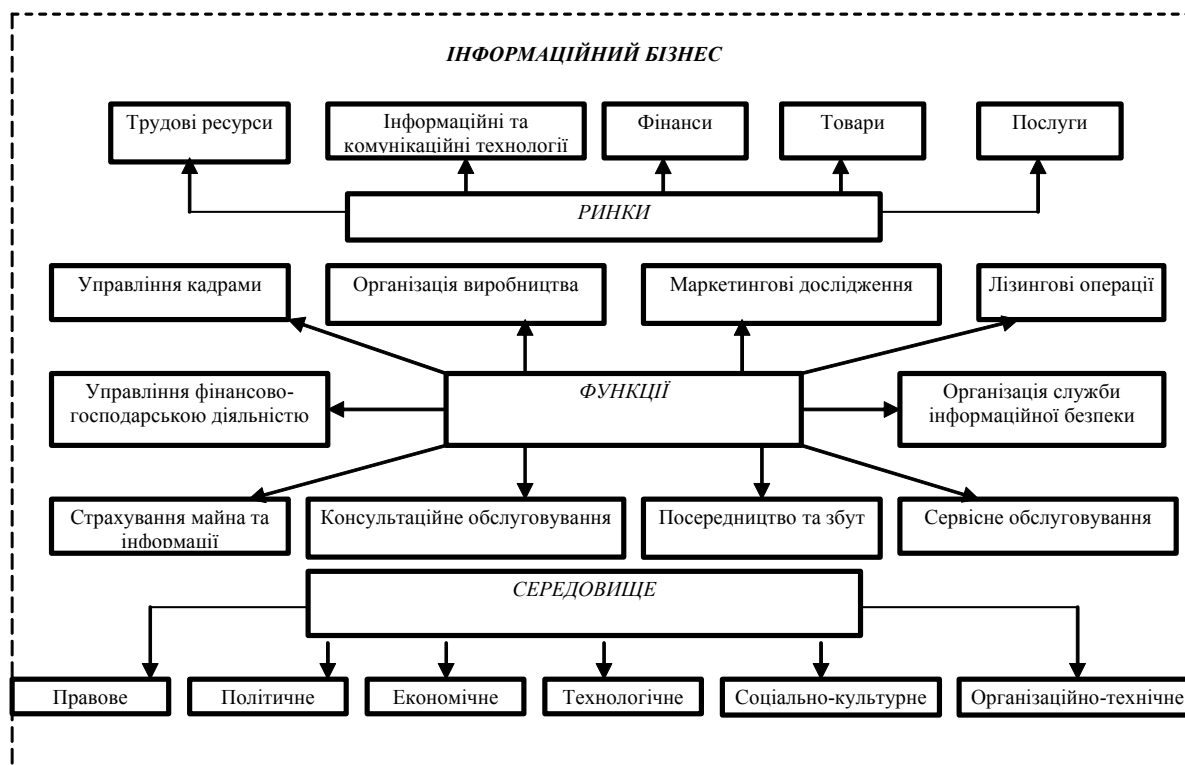 ІНФОРМАЦІЙНИЙ БІЗНЕС
Трудові ресурси
Інформаційні та
комунікаційні технології
Фінанси
Товари
Послуги
РИНКИ
Управління кадрами
Організація виробництва
Маркетингові дослідження
Лізингові операції
Управління фінансово-
господарською діяльністю
ФУНКЦІЇ
Організація служби
інформаційної безпеки
Страхування майна та
інформації
Консультаційне обслуговування
Посередництво та збут
Сервісне обслуговування
СЕРЕДОВИЩЕ
Правове
Політичне
Економічне
Технологічне
Соціально-культурне
Організаційно-технічне